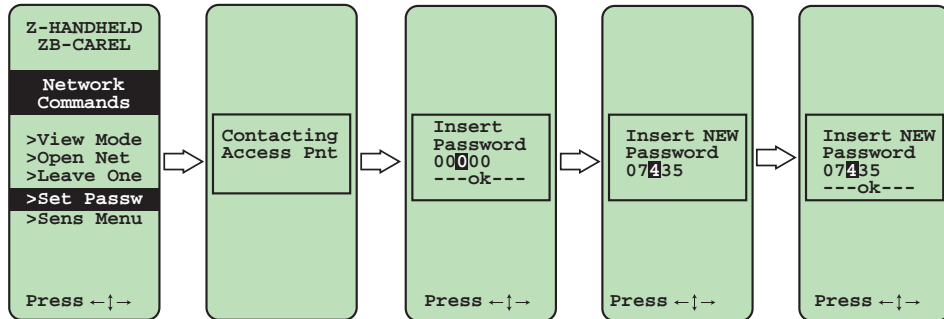 Z-HANDHELD
ZB-CAREL
Network
Commands
>View Mode
>Open Net
>Leave One
>Set Passw
>Sens Menu
Press ←↕→
Contacting
Access Pnt
Insert
Password
00000
---ok---
Press ←↕→
Insert NEW
Password
07435
Press ←↕→
Insert NEW
Password
07435
---ok---
Press ←↕→